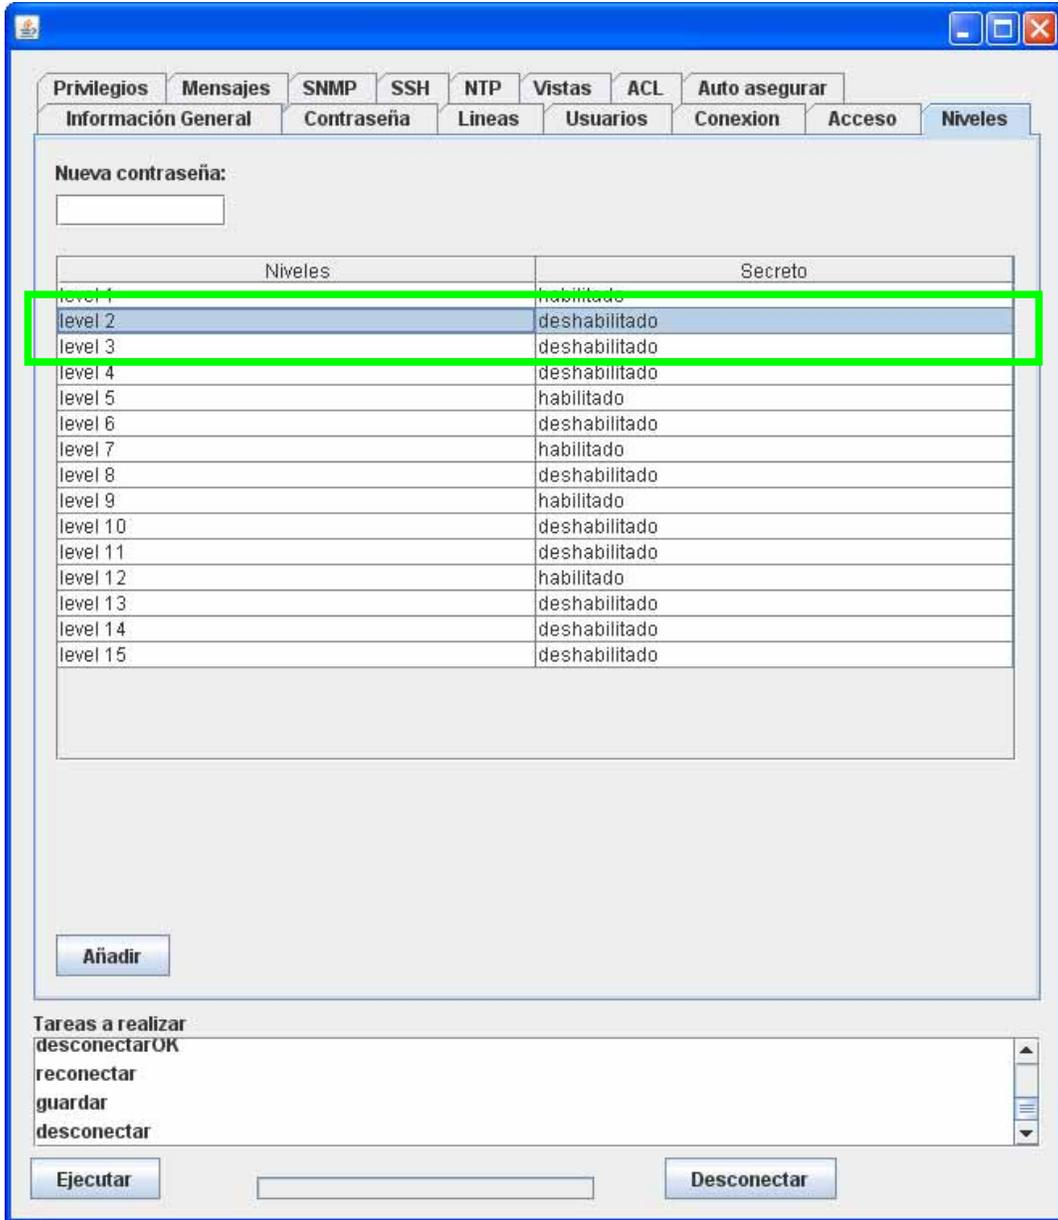 Privilegios Mensajes SNMP SSH NTP Vistas ACL Auto asegurar
Información General Contraseña Lineas Usuarios Conexion Acceso Niveles
Nueva contraseña:
Niveles Secreto
level 1 habilitado
level 2 deshabilitado
level 3 deshabilitado
level 4 deshabilitado
level 5 habilitado
level 6 deshabilitado
level 7 habilitado
level 8 deshabilitado
level 9 habilitado
level 10 deshabilitado
level 11 deshabilitado
level 12 habilitado
level 13 deshabilitado
level 14 deshabilitado
level 15 deshabilitado
Añadir
Tareas a realizar
desconectarOK
reconectar
guardar
desconectar
Ejecutar Desconectar